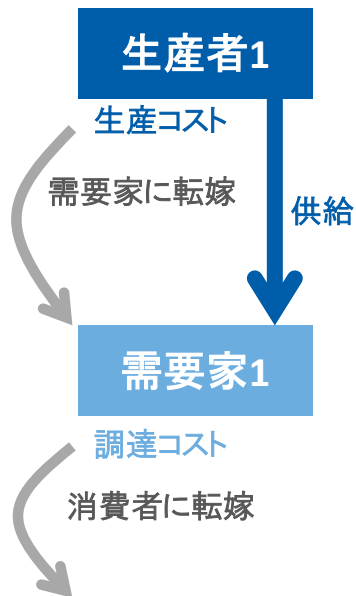 生産者1
生産コスト
需要家に転嫁
供給
需要家1
調達コスト
消費者に転嫁